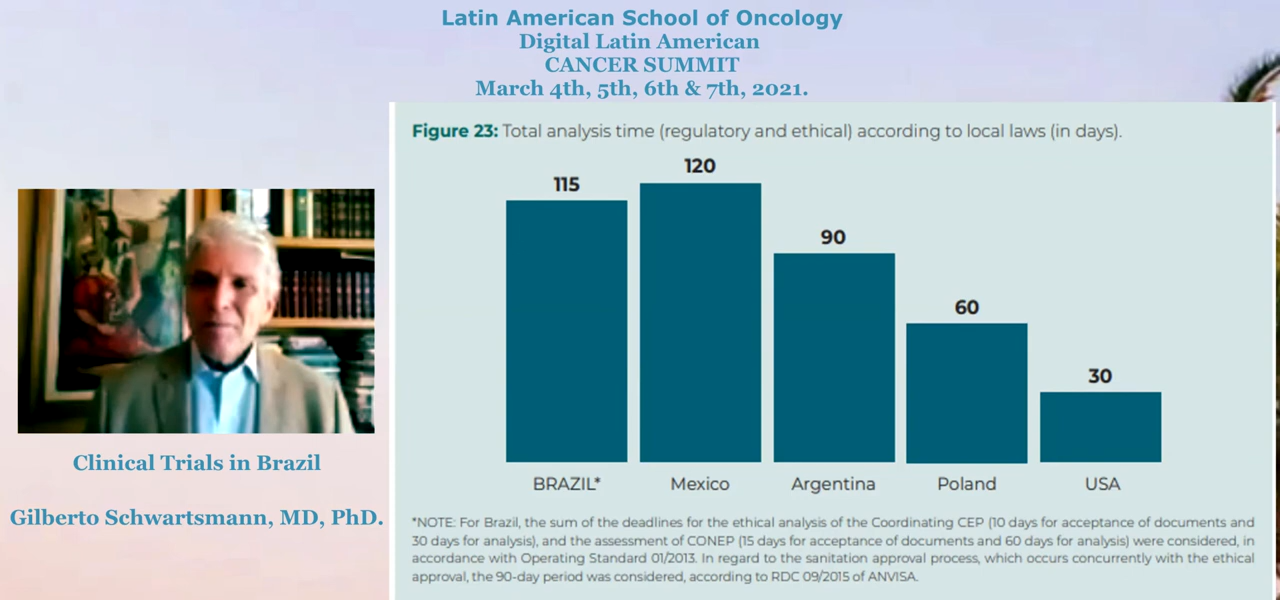 Latin American School of Oncology
Digital Latin American
CANCER SUMMIT
March 4th, 5th, 6th & 7th, 2021.
Figure 23: Total analysis time (regulatory and ethical) according to local laws (in days).
115
120
90
60
30
BRAZIL*
Mexico
Argentina
Poland
USA
*NOTE: For Brazil, the sum of the deadlines for the ethical analysis of the Coordinating CEP (10 days for acceptance of documents and
30 days for analysis), and the assessment of CONEP (15 days for acceptance of documents and 60 days for analysis) were considered, in
accordance with Operating Standard 01/2013. In regard to the sanitation approval process, which occurs concurrently with the ethical
approval, the 90-day period was considered, according to RDC 09/2015 of ANVISA.
Clinical Trials in Brazil
Gilberto Schwartsmann, MD, PhD.